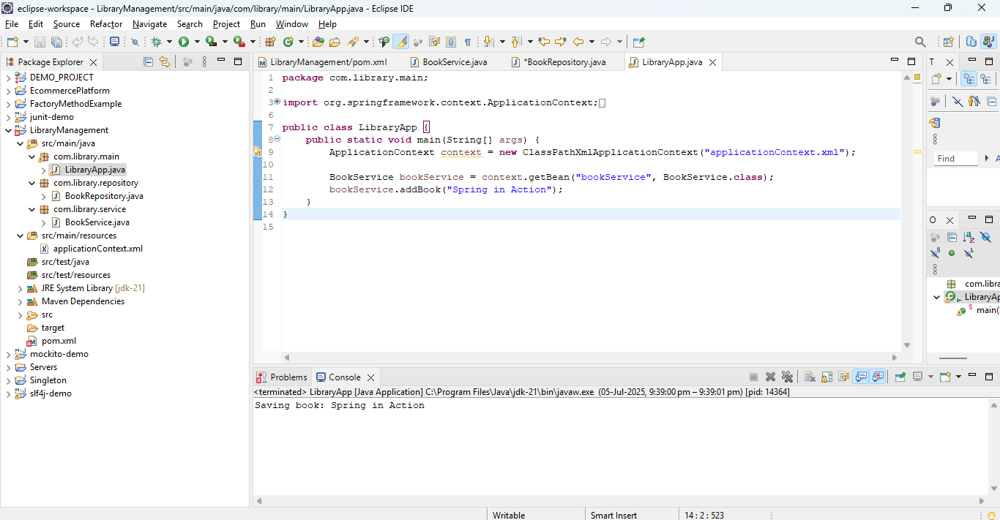 eclipse-workspace - LibraryManagement/src/main/java/com/library/main/LibraryApp.java - Eclipse IDE
File Edit Source Refactor Navigate Search Project Run Window Help
Package Explorer
DEMO_PROJECT
EcommercePlatform
FactoryMethodExample
junit-demo
LibraryManagement
src/main/java
com.library.main
LibraryApp.java
com.library.repository
BookRepository.java
com.library.service
BookService.java
src/main/resources
applicationContext.xml
src/test/java
src/test/resources
JRE System Library [jdk-21]
Maven Dependencies
src
target
pom.xml
mockito-demo
Servers
Singleton
slf4j-demo
LibraryManagement/pom.xml BookService.java *BookRepository.java LibraryApp.java
1 package com.library.main;
2
3 import org.springframework.context.ApplicationContext;
6
7 public class LibraryApp {
8 public static void main(String[] args) {
9 ApplicationContext context = new ClassPathXmlApplicationContext("applicationContext.xml");
10
11 BookService bookService = context.getBean("bookService", BookService.class);
12 bookService.addBook("Spring in Action");
13 }
14 }
15
T
Find A
O
com.libra
LibraryAp
S main(
Problems Console
<terminated> LibraryApp [Java Application] C:\Program Files\Java\jdk-21\bin\javaw.exe (05-Jul-2025, 9:39:00 pm – 9:39:01 pm) [pid: 14364]
Saving book: Spring in Action
Writable Smart Insert 14 : 2 : 523